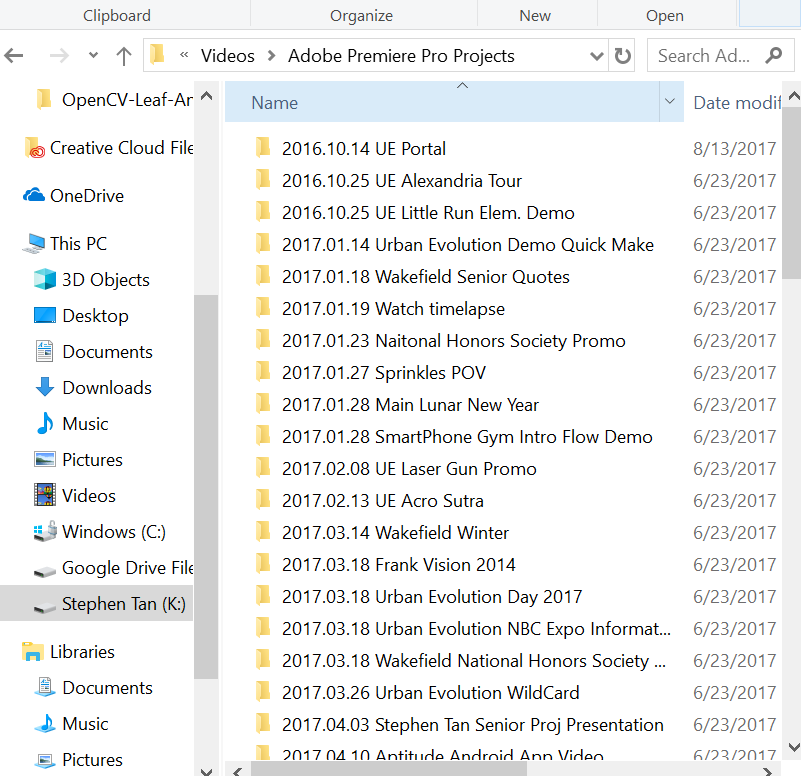 Clipboard Organize New Open
« Videos > Adobe Premiere Pro Projects Search Ad...
Name Date modif
OpenCV-Leaf-Ar
Creative Cloud File
OneDrive
This PC
3D Objects
Desktop
Documents
Downloads
Music
Pictures
Videos
Windows (C:)
Google Drive File
Stephen Tan (K:)
Libraries
Documents
Music
Pictures
2016.10.14 UE Portal 8/13/2017
2016.10.25 UE Alexandria Tour 6/23/2017
2016.10.25 UE Little Run Elem. Demo 6/23/2017
2017.01.14 Urban Evolution Demo Quick Make 6/23/2017
2017.01.18 Wakefield Senior Quotes 6/23/2017
2017.01.19 Watch timelapse 6/23/2017
2017.01.23 Naitonal Honors Society Promo 6/23/2017
2017.01.27 Sprinkles POV 6/23/2017
2017.01.28 Main Lunar New Year 6/23/2017
2017.01.28 SmartPhone Gym Intro Flow Demo 6/23/2017
2017.02.08 UE Laser Gun Promo 6/23/2017
2017.02.13 UE Acro Sutra 6/23/2017
2017.03.14 Wakefield Winter 6/23/2017
2017.03.18 Frank Vision 2014 6/23/2017
2017.03.18 Urban Evolution Day 2017 6/23/2017
2017.03.18 Urban Evolution NBC Expo Informat... 6/23/2017
2017.03.18 Wakefield National Honors Society ... 6/23/2017
2017.03.26 Urban Evolution WildCard 6/23/2017
2017.04.03 Stephen Tan Senior Proj Presentation 6/23/2017
2017.04.10 Aptitude Android App Video 6/23/2017